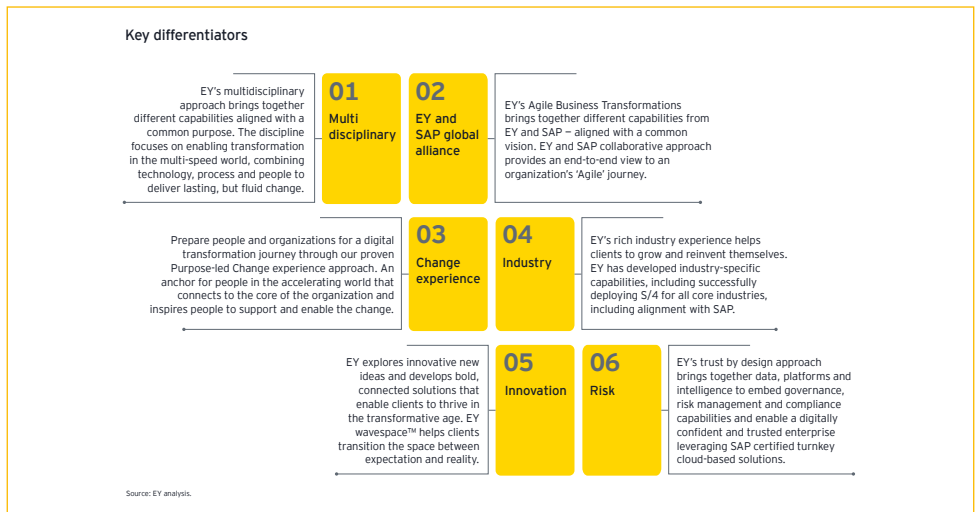 Key differentiators
EY's multidisciplinary
approach brings together
different capabilities aligned with a
common purpose. The discipline
focuses on enabling transformation
in the multi-speed world, combining
technology, process and people to
deliver lasting, but fluid change.
01
Multi
disciplinary
02
EY and
SAP global
alliance
EY's Agile Business Transformations
brings together different capabilities from
EY and SAP – aligned with a common
vision. EY and SAP collaborative approach
provides an end-to-end view to an
organization's 'Agile' journey.
Prepare people and organizations for a digital
transformation journey through our proven
Purpose-led Change experience approach. An
anchor for people in the accelerating world that
connects to the core of the organization and
inspires people to support and enable the change.
03
Change
experience
04
Industry
EY's rich industry experience helps
clients to grow and reinvent themselves.
EY has developed industry-specific
capabilities, including successfully
deploying S/4 for all core industries,
including alignment with SAP.
EY explores innovative new
ideas and develops bold,
connected solutions that
enable clients to thrive in
the transformative age. EY
wavespace™ helps clients
transition the space between
expectation and reality.
05
Innovation
06
Risk
EY's trust by design approach
brings together data, platforms and
intelligence to embed governance,
risk management and compliance
capabilities and enable a digitally
confident and trusted enterprise
leveraging SAP certified turnkey
cloud-based solutions.
Source: EY analysis.